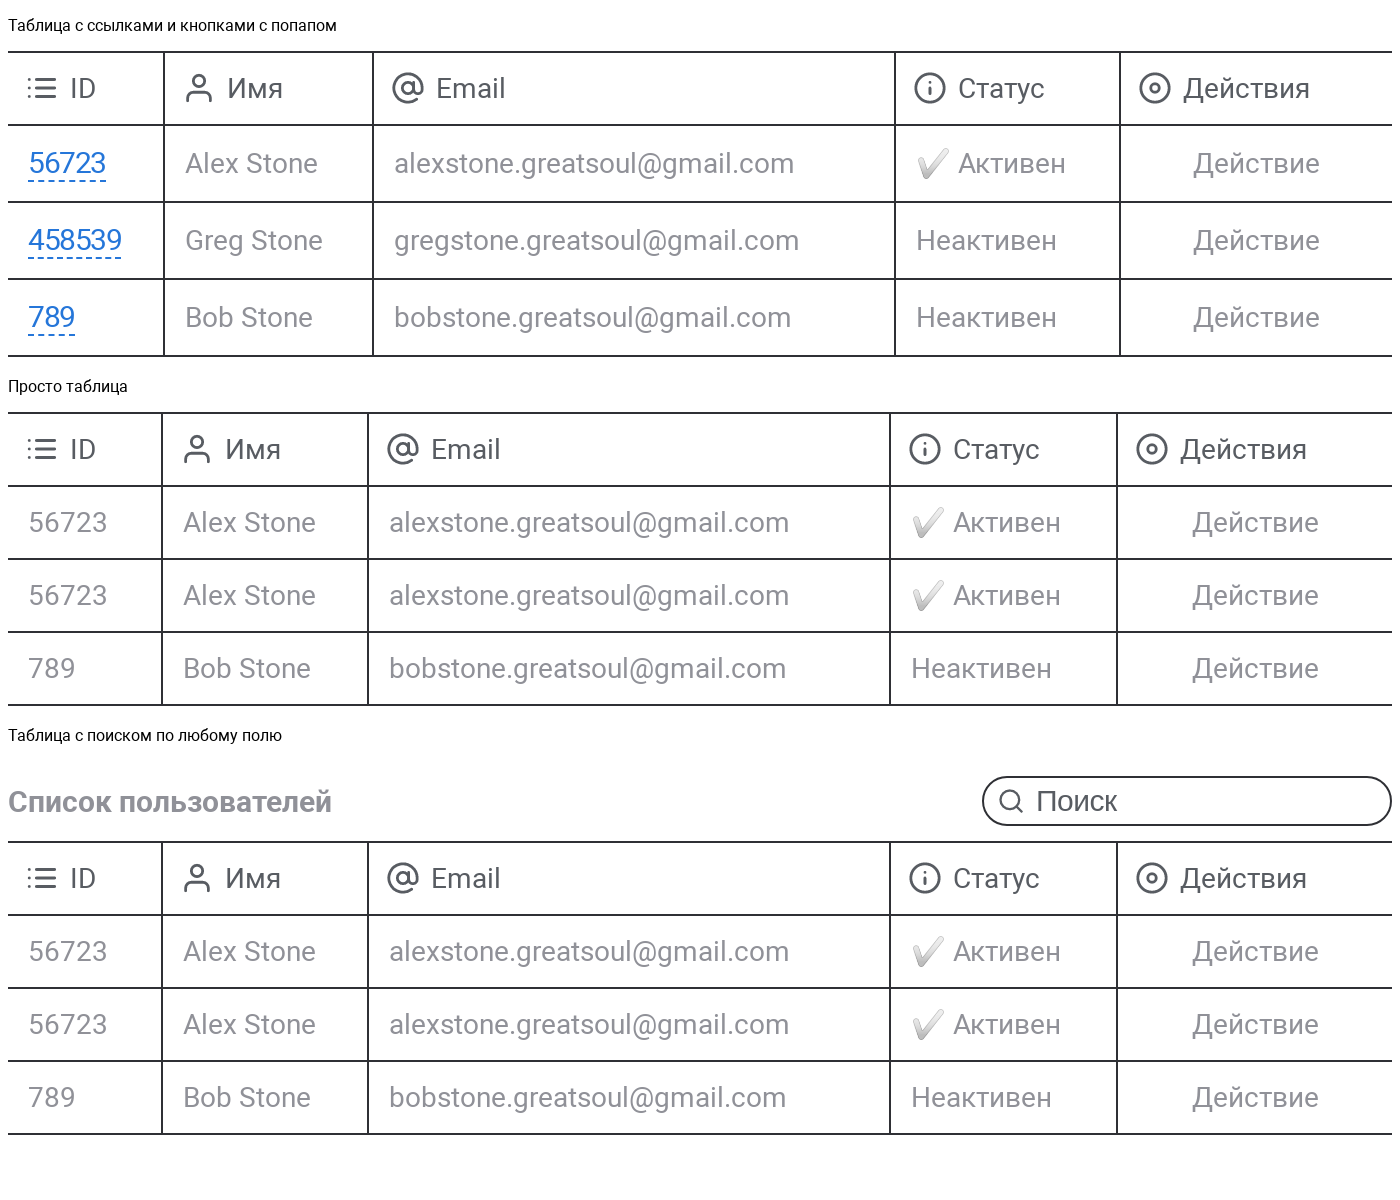 Таблица с ссылками и кнопками с попапом
ID Имя Email Статус Действия
56723 Alex Stone alexstone.greatsoul@gmail.com ✔ Активен Действие
458539 Greg Stone gregstone.greatsoul@gmail.com Неактивен Действие
789 Bob Stone bobstone.greatsoul@gmail.com Неактивен Действие
Просто таблица
ID Имя Email Статус Действия
56723 Alex Stone alexstone.greatsoul@gmail.com ✔ Активен Действие
56723 Alex Stone alexstone.greatsoul@gmail.com ✔ Активен Действие
789 Bob Stone bobstone.greatsoul@gmail.com Неактивен Действие
Таблица с поиском по любому полю
Список пользователей Поиск
ID Имя Email Статус Действия
56723 Alex Stone alexstone.greatsoul@gmail.com ✔ Активен Действие
56723 Alex Stone alexstone.greatsoul@gmail.com ✔ Активен Действие
789 Bob Stone bobstone.greatsoul@gmail.com Неактивен Действие